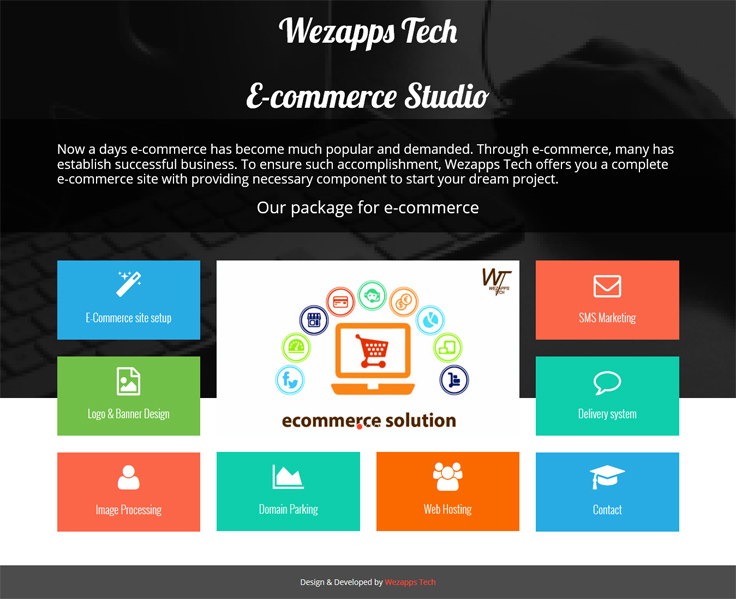 Wezapps Tech
E-commerce Studio
Now a days e-commerce has become much popular and demanded. Through e-commerce, many has
establish successful business. To ensure such accomplishment, Wezapps Tech offers you a complete
e-commerce site with providing necessary component to start your dream project.
Our package for e-commerce
E-Commerce site setup
WT
WEZAPPS
TECH
SMS Marketing
Logo & Banner Design
ecommerce solution
Delivery system
Image Processing
Domain Parking
Web Hosting
Contact
Design & Developed by Wezapps Tech